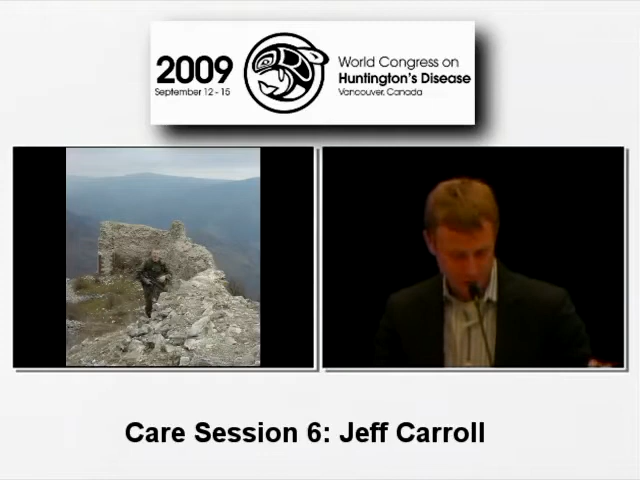 2009
September 12 - 15
World Congress on
Huntington's Disease
Vancouver, Canada
Care Session 6: Jeff Carroll